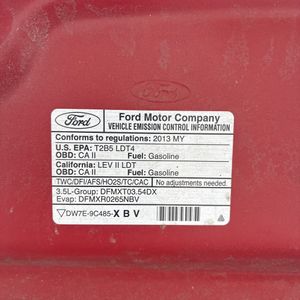 Ford
Ford Motor Company
VEHICLE EMISSION CONTROL INFORMATION
Conforms to regulations: 2013 MY
U.S. EPA: T2B5 LDT4
OBD: CA II Fuel: Gasoline
California: LEV II LDT
OBD: CA II Fuel: Gasoline
TWC/DFI/AFS/HO2S/TC/CAC No adjustments needed.
3.5L-Group: DFMXT03.54DX
Evap: DFMXR0265NBV
DW7E-9C485-XBV